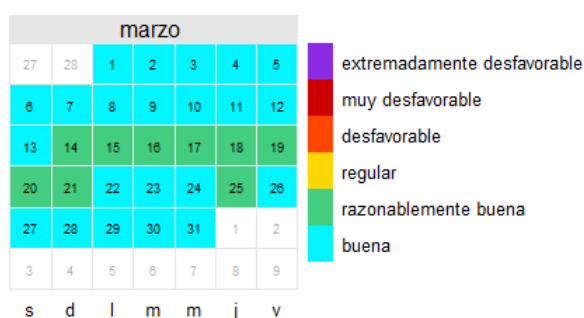 marzo
27 28 1 2 3 4 5
6 7 8 9 10 11 12
13 14 15 16 17 18 19
20 21 22 23 24 25 26
27 28 29 30 31 1 2
3 4 5 6 7 8 9
s d l m m j v
extremadamente desfavorable
muy desfavorable
desfavorable
regular
razonablemente buena
buena